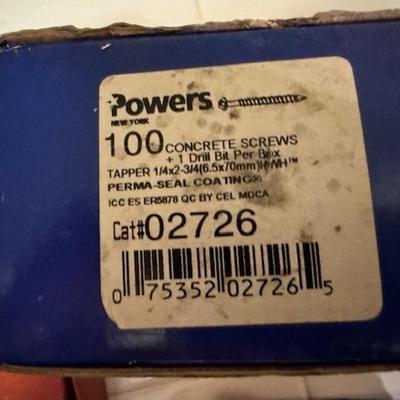 Powers
NEW YORK
100 CONCRETE SCREWS
+ 1 Drill Bit Per Box
TAPPER 1/4x2-3/4(6.5x70mm)HWH™
PERMA-SEAL COATING
ICC ES ER5878 QC BY CEL MDCA
Cat# 02726
0 75352 02726 5